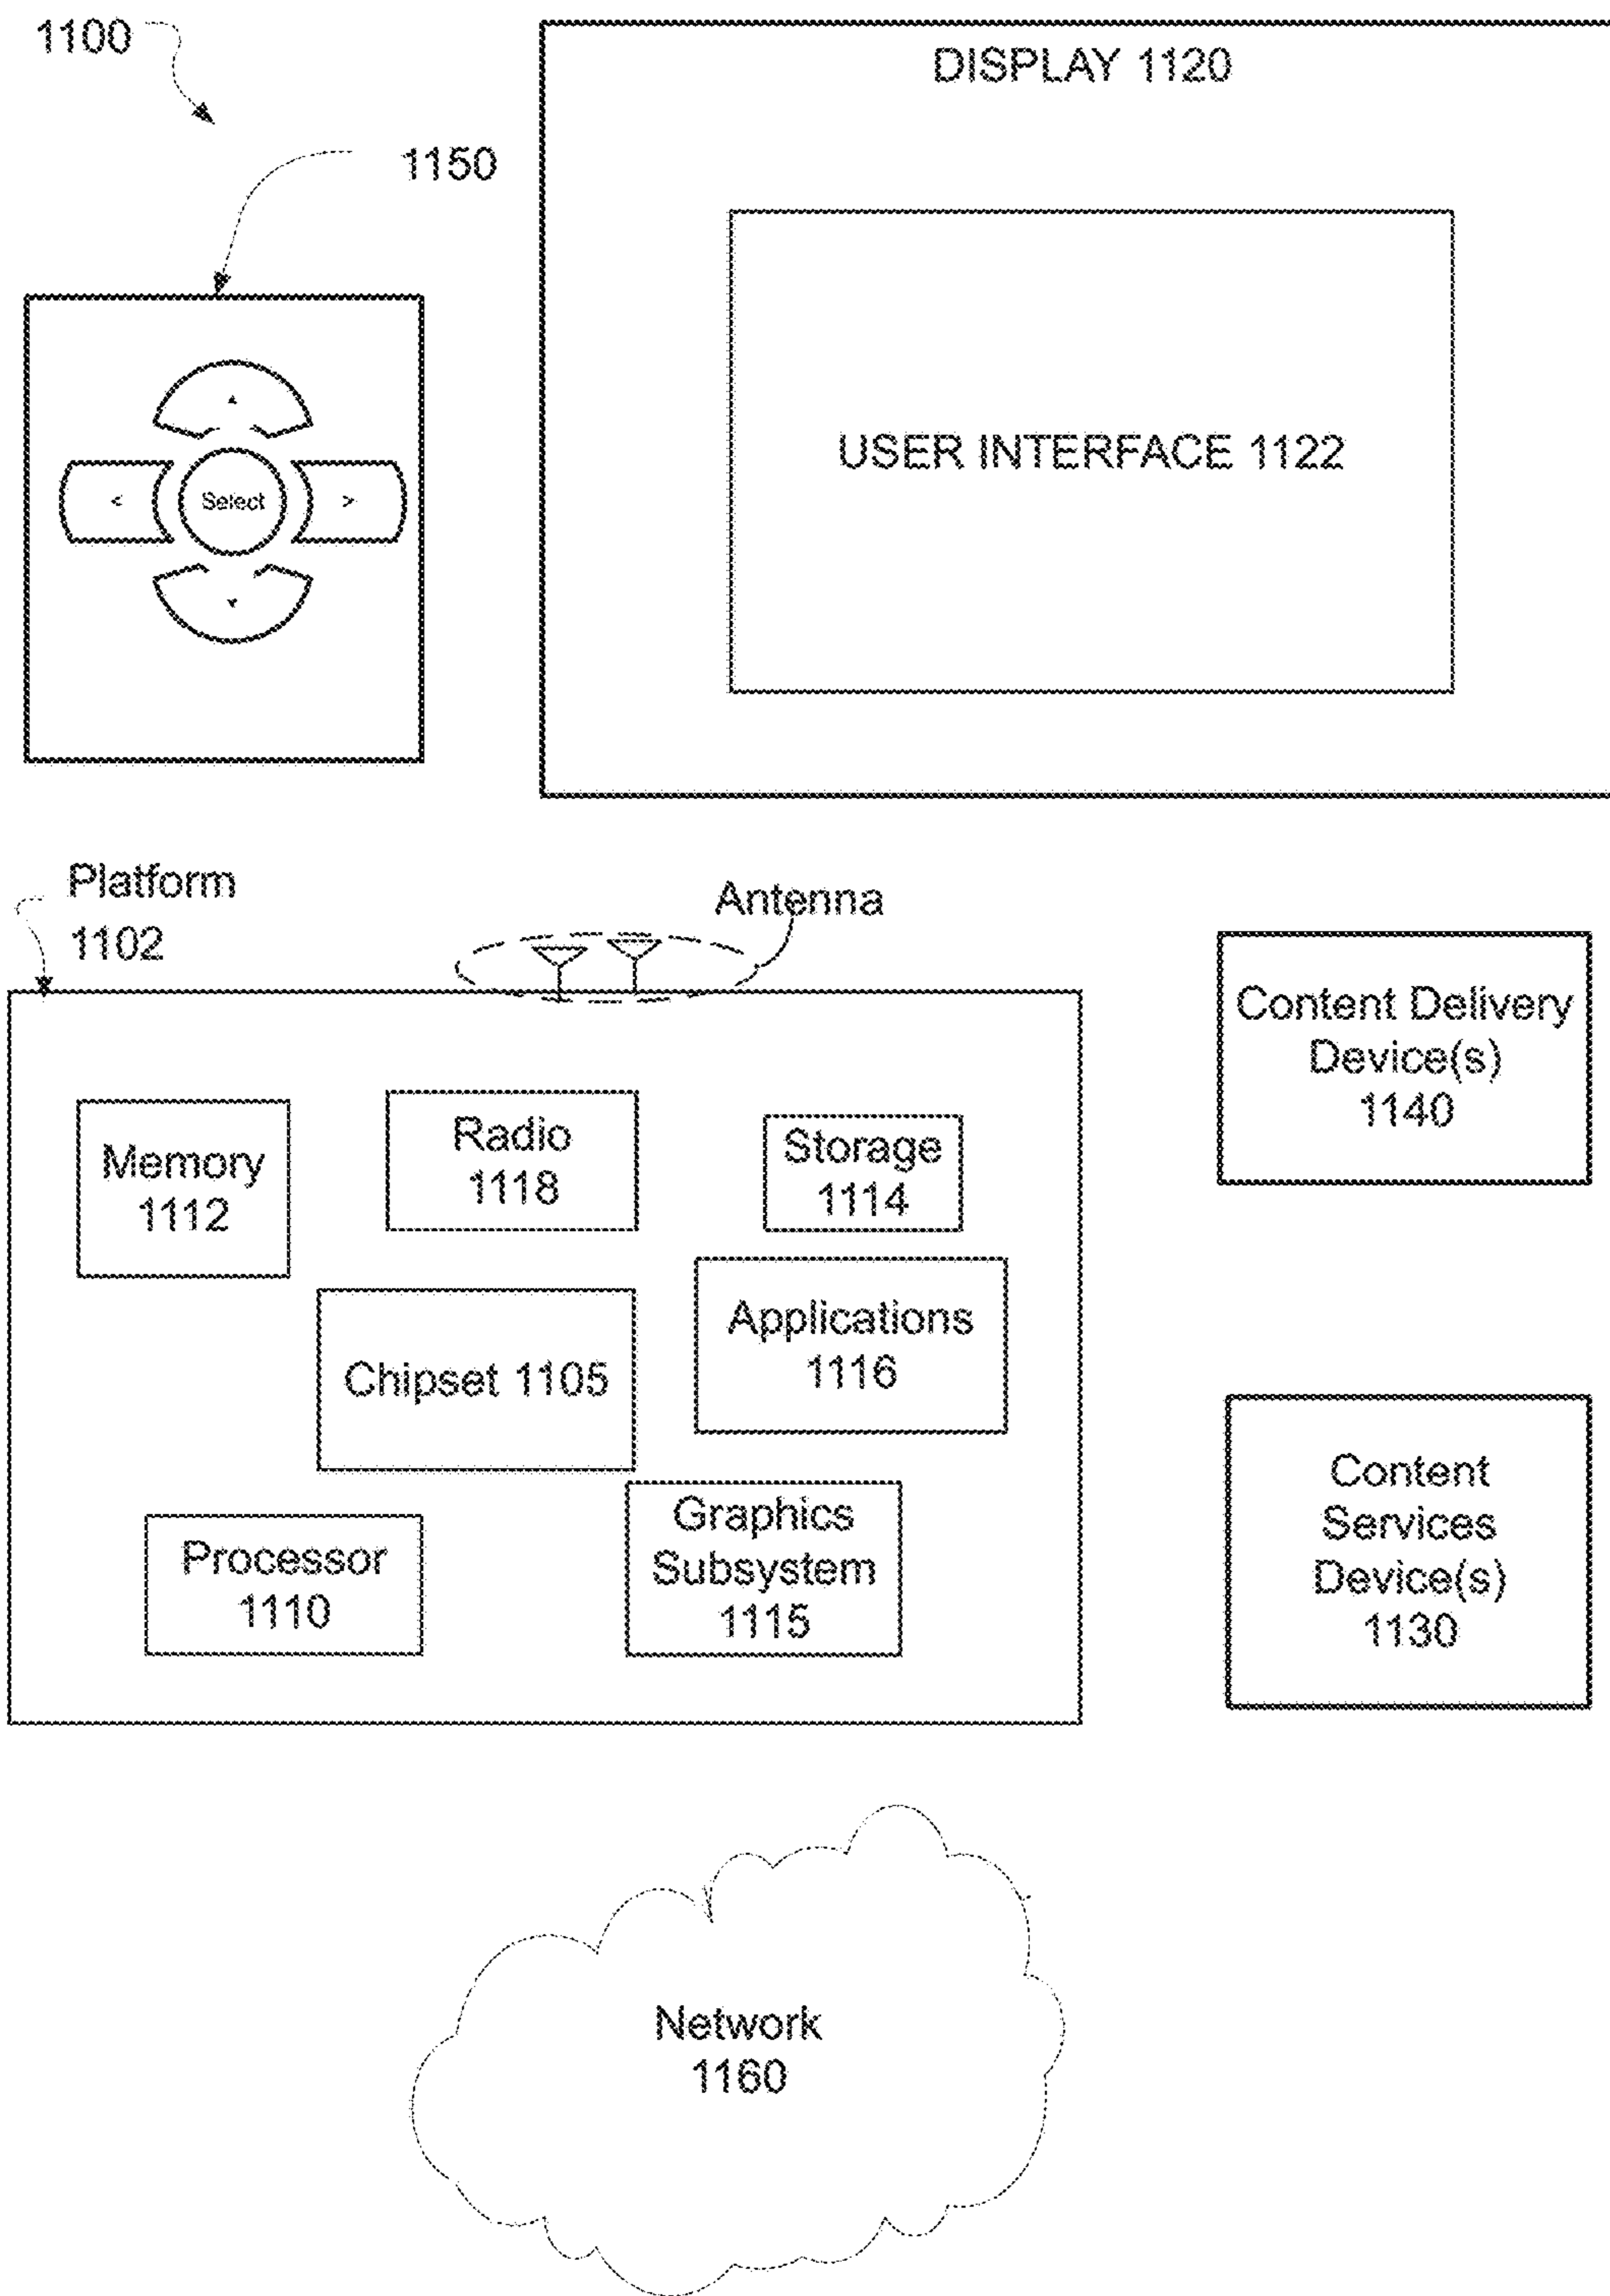 1100
DISPLAY 1120
1150
USER INTERFACE 1122
<
Select
>
Platform
1102
Antenna
Content Delivery
Device(s)
1140
Memory
1112
Radio
1118
Storage
1114
Chipset 1105
Applications
1116
Processor
1110
Graphics
Subsystem
1115
Content
Services
Device(s)
1130
Network
1160